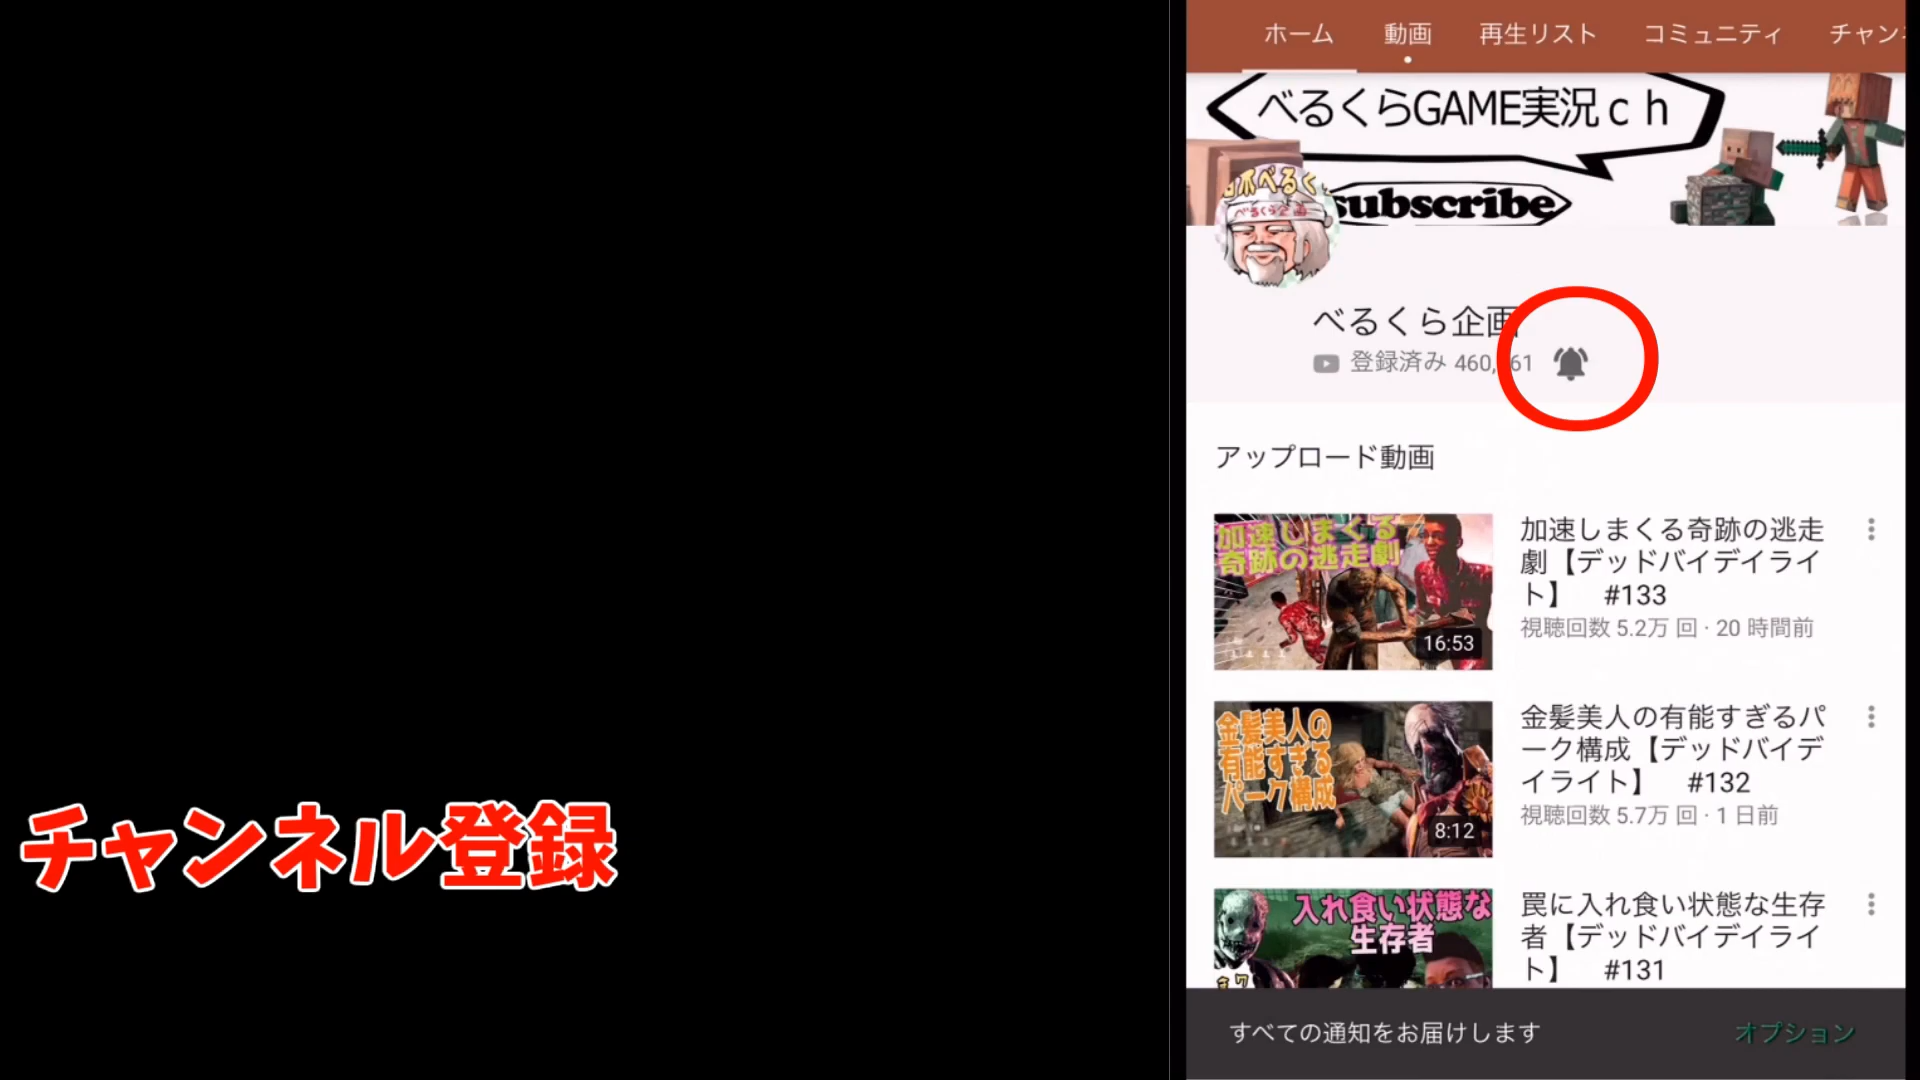 ホーム 動画 再生リスト コミュニティ チャン
べるくらGAME実況ch
subscribe
べるくら企画
べるくら企画
登録済み 460, 61
アップロード動画
加速しまくる
奇跡の逃走劇
16:53
加速しまくる奇跡の逃走
劇【デッドバイデイライ
ト】 #133
視聴回数 5.2万 回 · 20 時間前
金髪美人の
有能すぎる
パーク構成
8:12
金髪美人の有能すぎるパ
ーク構成【デッドバイデ
イライト】 #132
視聴回数 5.7万 回 · 1 日前
入れ食い状態な
生存者
罠に入れ食い状態な生存
者【デッドバイデイライ
ト】 #131
チャンネル登録
すべての通知をお届けします オプション